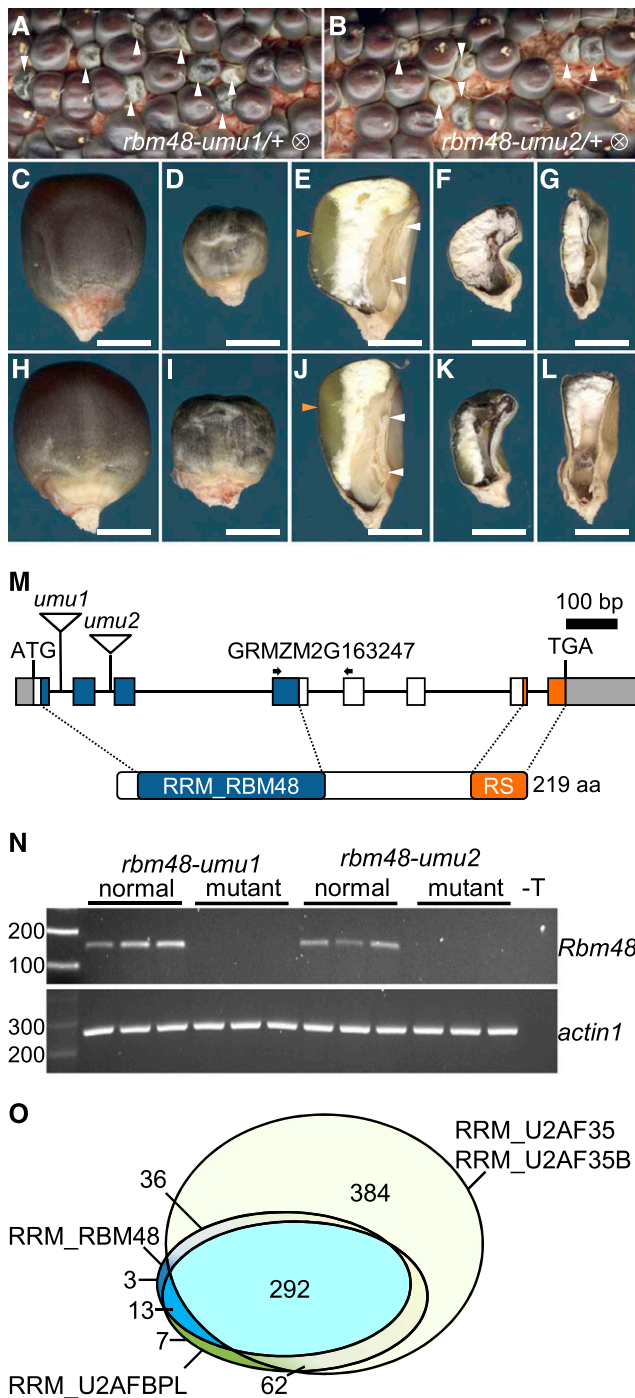 A
B
rbm48-umu1/+ ⊗
rbm48-umu2/+ ⊗
C
D
E
F
G
H
I
J
K
L
M
umu1
umu2
100 bp
ATG
GRMZM2G163247
TGA
RRM_RBM48
RS
219 aa
N
rbm48-umu1
rbm48-umu2
normal
mutant
normal
mutant
-T
200
100
Rbm48
300
200
actin1
O
RRM_U2AF35
RRM_U2AF35B
36
384
RRM_RBM48
3
292
13
7
RRM_U2AFBPL
62